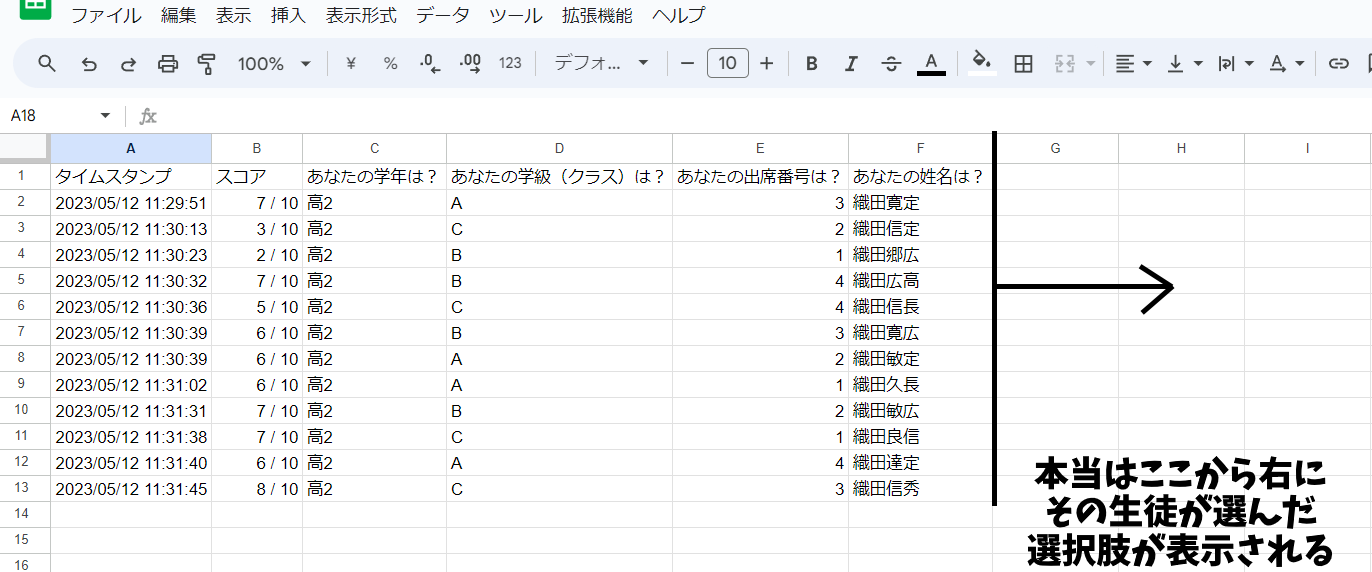 ファイル 編集 表示 挿入 表示形式 データ ツール 拡張機能 ヘルプ
100% ¥ % .0 .00 123 デフォ... − 10 + B I S A
A18 fx
A B C D E F G H I
1 タイムスタンプ スコア あなたの学年は？ あなたの学級（クラス）は？ あなたの出席番号は？ あなたの姓名は？
2 2023/05/12 11:29:51 7 / 10 高2 A 3 織田寛定
3 2023/05/12 11:30:13 3 / 10 高2 C 2 織田信定
4 2023/05/12 11:30:23 2 / 10 高2 B 1 織田郷広
5 2023/05/12 11:30:32 7 / 10 高2 B 4 織田広高
6 2023/05/12 11:30:36 5 / 10 高2 C 4 織田信長
7 2023/05/12 11:30:39 6 / 10 高2 B 3 織田寛広
8 2023/05/12 11:30:39 6 / 10 高2 A 2 織田敏定
9 2023/05/12 11:31:02 6 / 10 高2 A 1 織田久長
10 2023/05/12 11:31:31 7 / 10 高2 B 2 織田敏広
11 2023/05/12 11:31:38 7 / 10 高2 C 1 織田良信
12 2023/05/12 11:31:40 6 / 10 高2 A 4 織田達定
13 2023/05/12 11:31:45 8 / 10 高2 C 3 織田信秀
14
15
16
本当はここから右に
その生徒が選んだ
選択肢が表示される